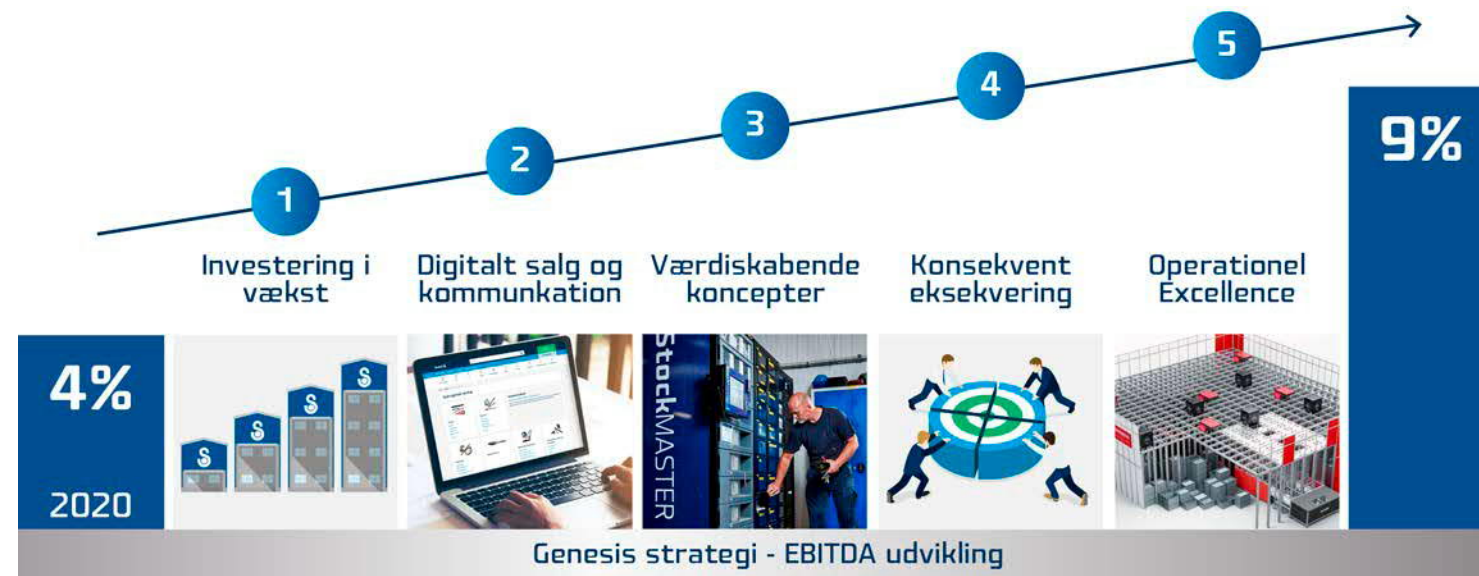 1
2
3
4
5
9%
Investering i
vækst
Digitalt salg og
kommunkation
Værdiskabende
koncepter
Konsekvent
eksekvering
Operationel
Excellence
4%
2020
StockMASTER
Genesis strategi - EBITDA udvikling